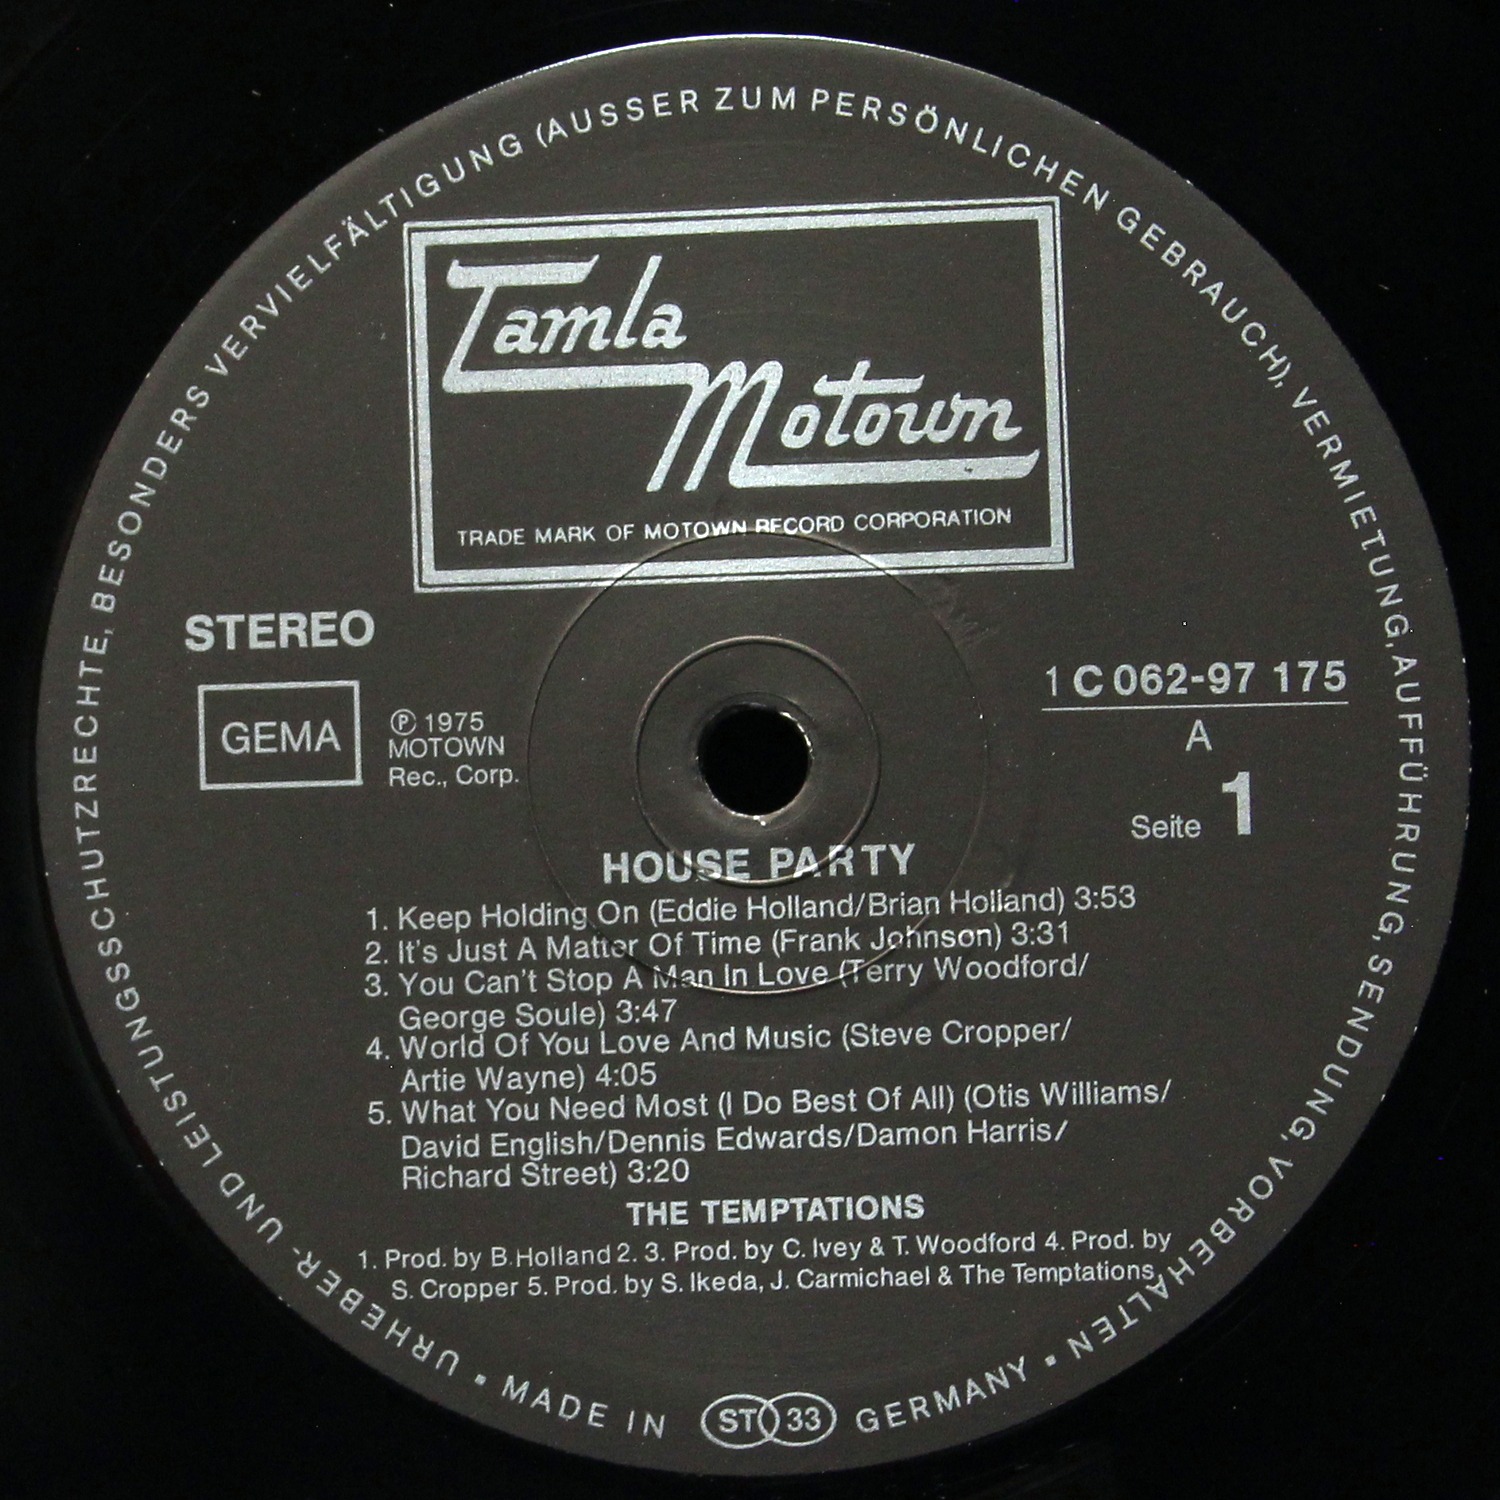 URHEBER- UND LEISTUNGSSCHUTZRECHTE, BESONDERS VERVIELFÄLTIGUNG (AUSSER ZUM PERSÖNLICHEN GEBRAUCH), VERMIETUNG, AUFFÜHRUNG, SENDUNG, VORBEHALTEN ▪ MADE IN ST 33 GERMANY ▪
Tamla
Motown
TRADE MARK OF MOTOWN RECORD CORPORATION
STEREO
GEMA
℗ 1975
MOTOWN
Rec., Corp.
1 C 062-97 175
A
Seite 1
HOUSE PARTY
1. Keep Holding On (Eddie Holland/Brian Holland) 3:53
2. It's Just A Matter Of Time (Frank Johnson) 3:31
3. You Can't Stop A Man In Love (Terry Woodford/
George Soule) 3:47
4. World Of You Love And Music (Steve Cropper/
Artie Wayne) 4:05
5. What You Need Most (I Do Best Of All) (Otis Williams/
David English/Dennis Edwards/Damon Harris/
Richard Street) 3:20
THE TEMPTATIONS
1. Prod. by B. Holland 2. 3. Prod. by C. Ivey & T. Woodford 4. Prod. by
S. Cropper 5. Prod. by S. Ikeda, J. Carmichael & The Temptations